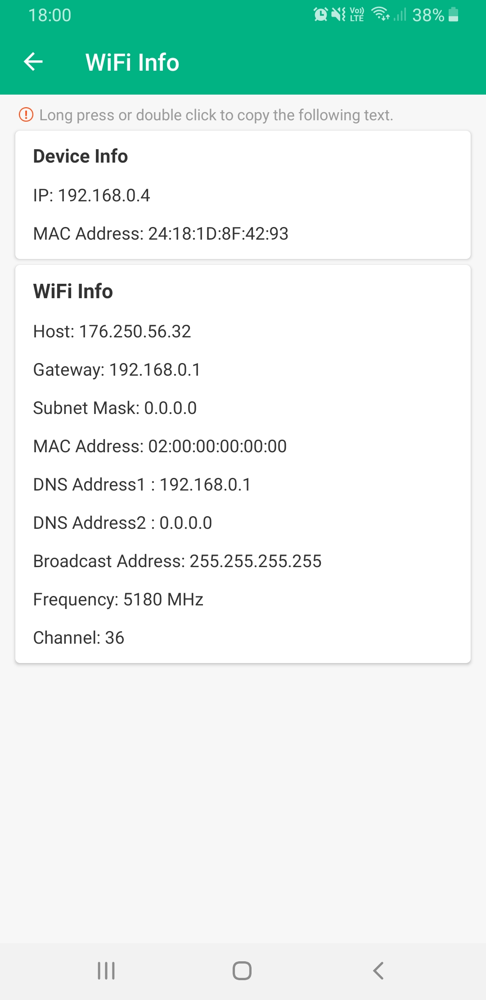 18:00
Vo)) LTE 38%
WiFi Info
Long press or double click to copy the following text.
Device Info
IP: 192.168.0.4
MAC Address: 24:18:1D:8F:42:93
WiFi Info
Host: 176.250.56.32
Gateway: 192.168.0.1
Subnet Mask: 0.0.0.0
MAC Address: 02:00:00:00:00:00
DNS Address1 : 192.168.0.1
DNS Address2 : 0.0.0.0
Broadcast Address: 255.255.255.255
Frequency: 5180 MHz
Channel: 36